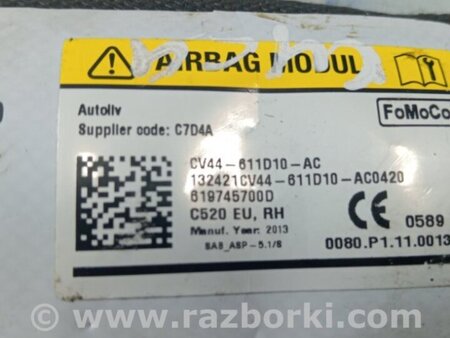 AIRBAG MODUL
Autoliv
Supplier code: C7D4A
FoMoCo
CV44-611D10-AC
132421CV44-611D10-AC0420
619745700D
C520 EU, RH
Manuf. Year: 2013
SAB_ASP-5.1/S
CE 0589
0080.P1.11.0013
www.razborki.com